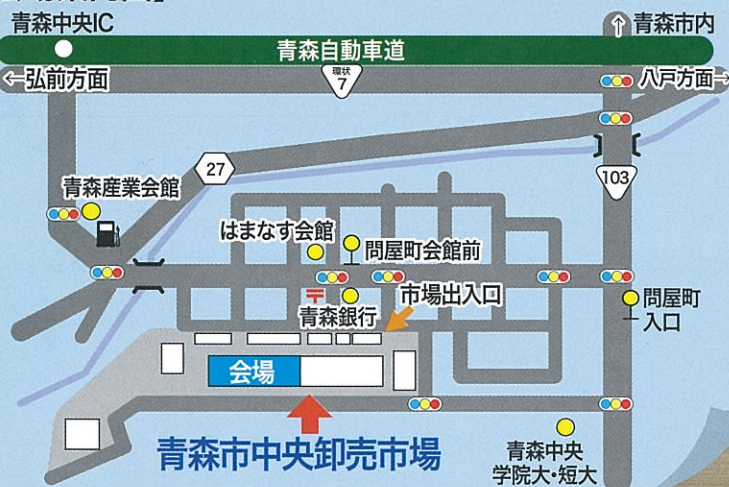 青森中央IC
↑青森市内
青森自動車道
←弘前方面
環状
7
八戸方面→
27
103
青森産業会館
はまなす会館
問屋町会館前
〒
青森銀行
市場出入口
問屋町
入口
会場
青森市中央卸売市場
青森中央
学院大・短大